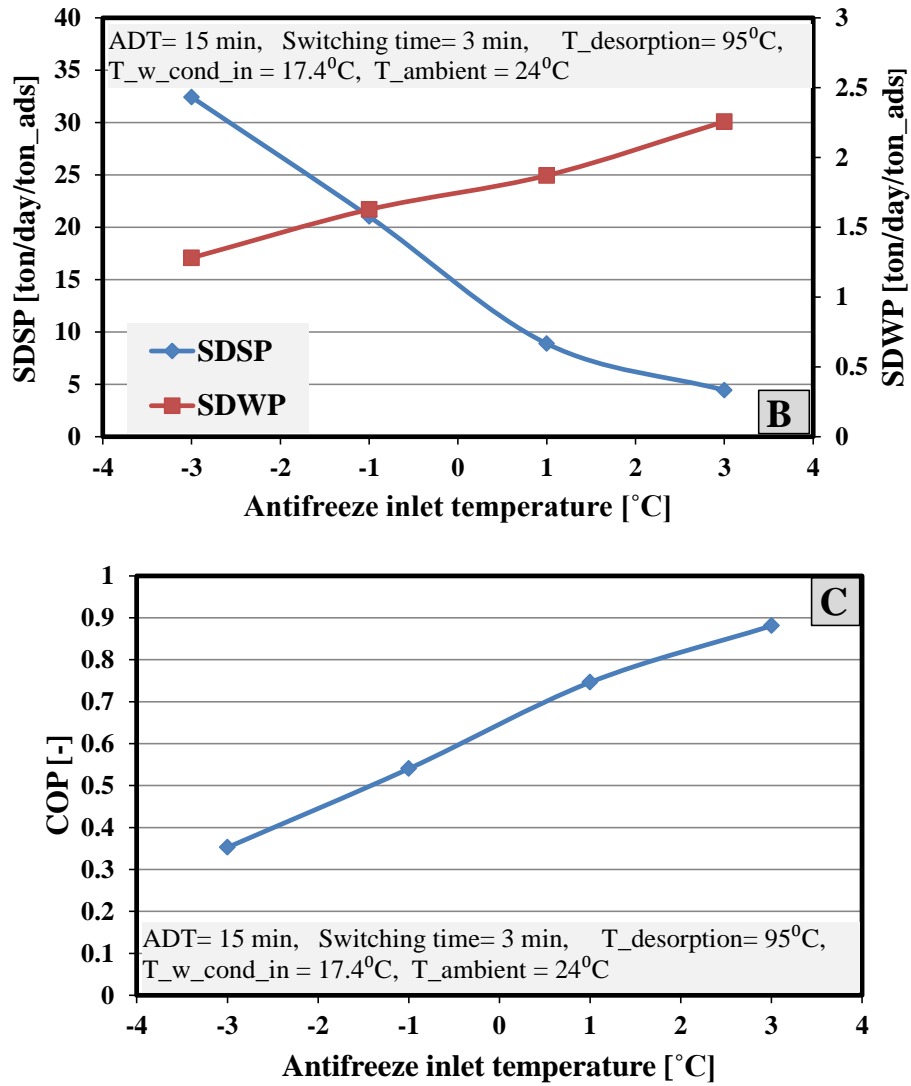 40
35
30
25
20
15
10
5
0
SDSP [ton/day/ton_ads]
3
2.5
2
1.5
1
0.5
0
SDWP [ton/day/ton_ads]
ADT= 15 min, Switching time= 3 min, T_desorption= 95⁰C,
T_w_cond_in = 17.4⁰C, T_ambient = 24⁰C
SDSP
SDWP
B
-4 -3 -2 -1 0 1 2 3 4
Antifreeze inlet temperature [˚C]
1
0.9
0.8
0.7
0.6
0.5
0.4
0.3
0.2
0.1
0
COP [-]
C
ADT= 15 min, Switching time= 3 min, T_desorption= 95⁰C,
T_w_cond_in = 17.4⁰C, T_ambient = 24⁰C
-4 -3 -2 -1 0 1 2 3 4
Antifreeze inlet temperature [˚C]